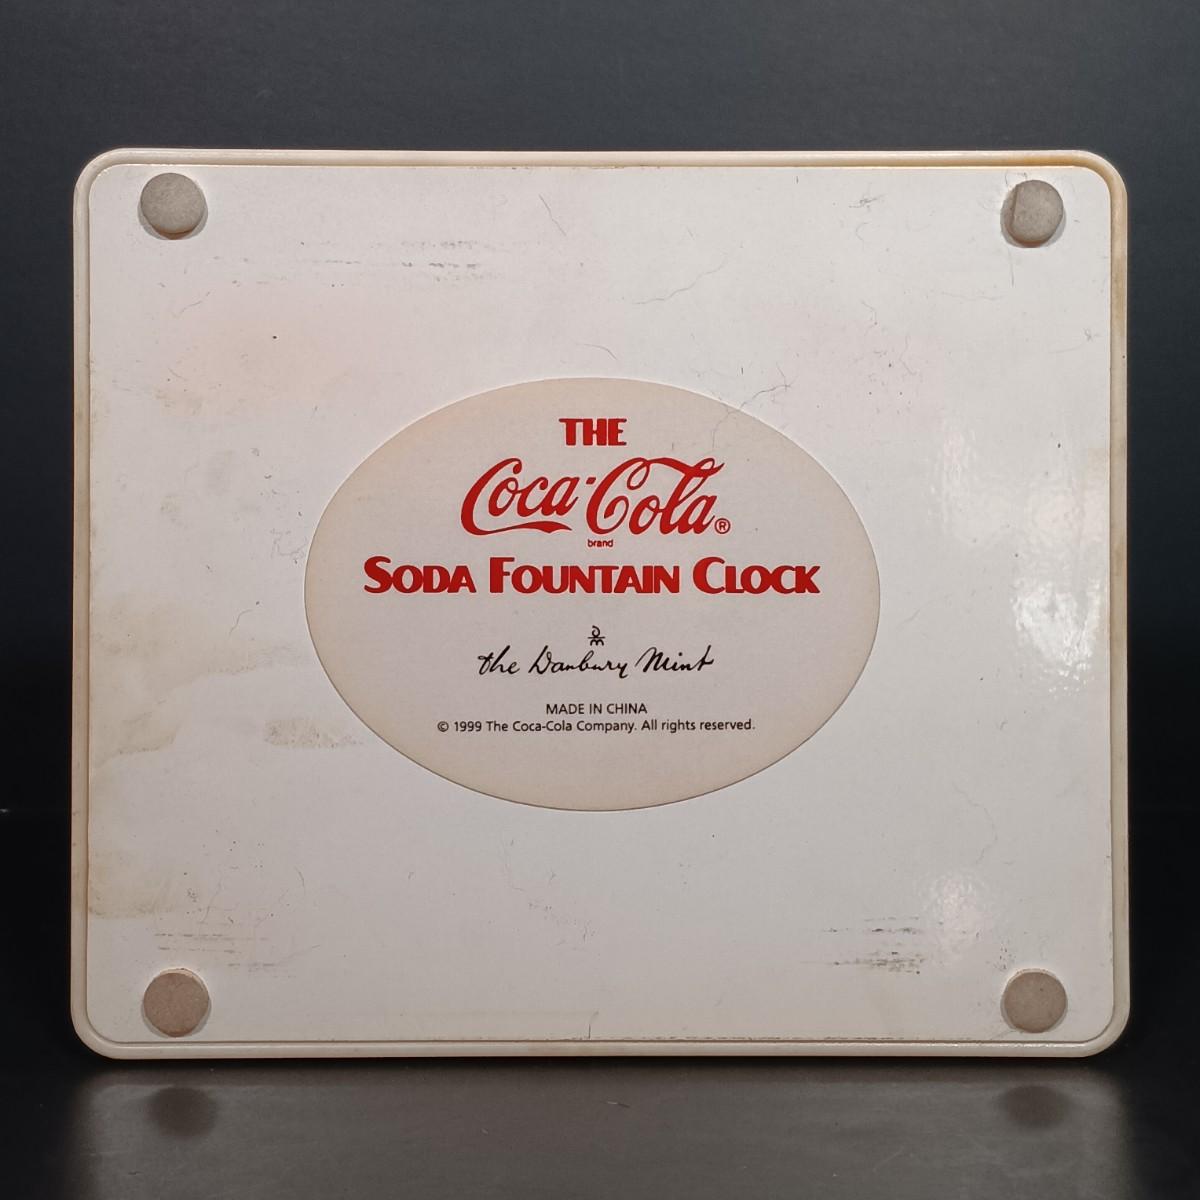 THE
Coca-Cola®
brand
SODA FOUNTAIN CLOCK
the Danbury Mint
MADE IN CHINA
© 1999 The Coca-Cola Company. All rights reserved.